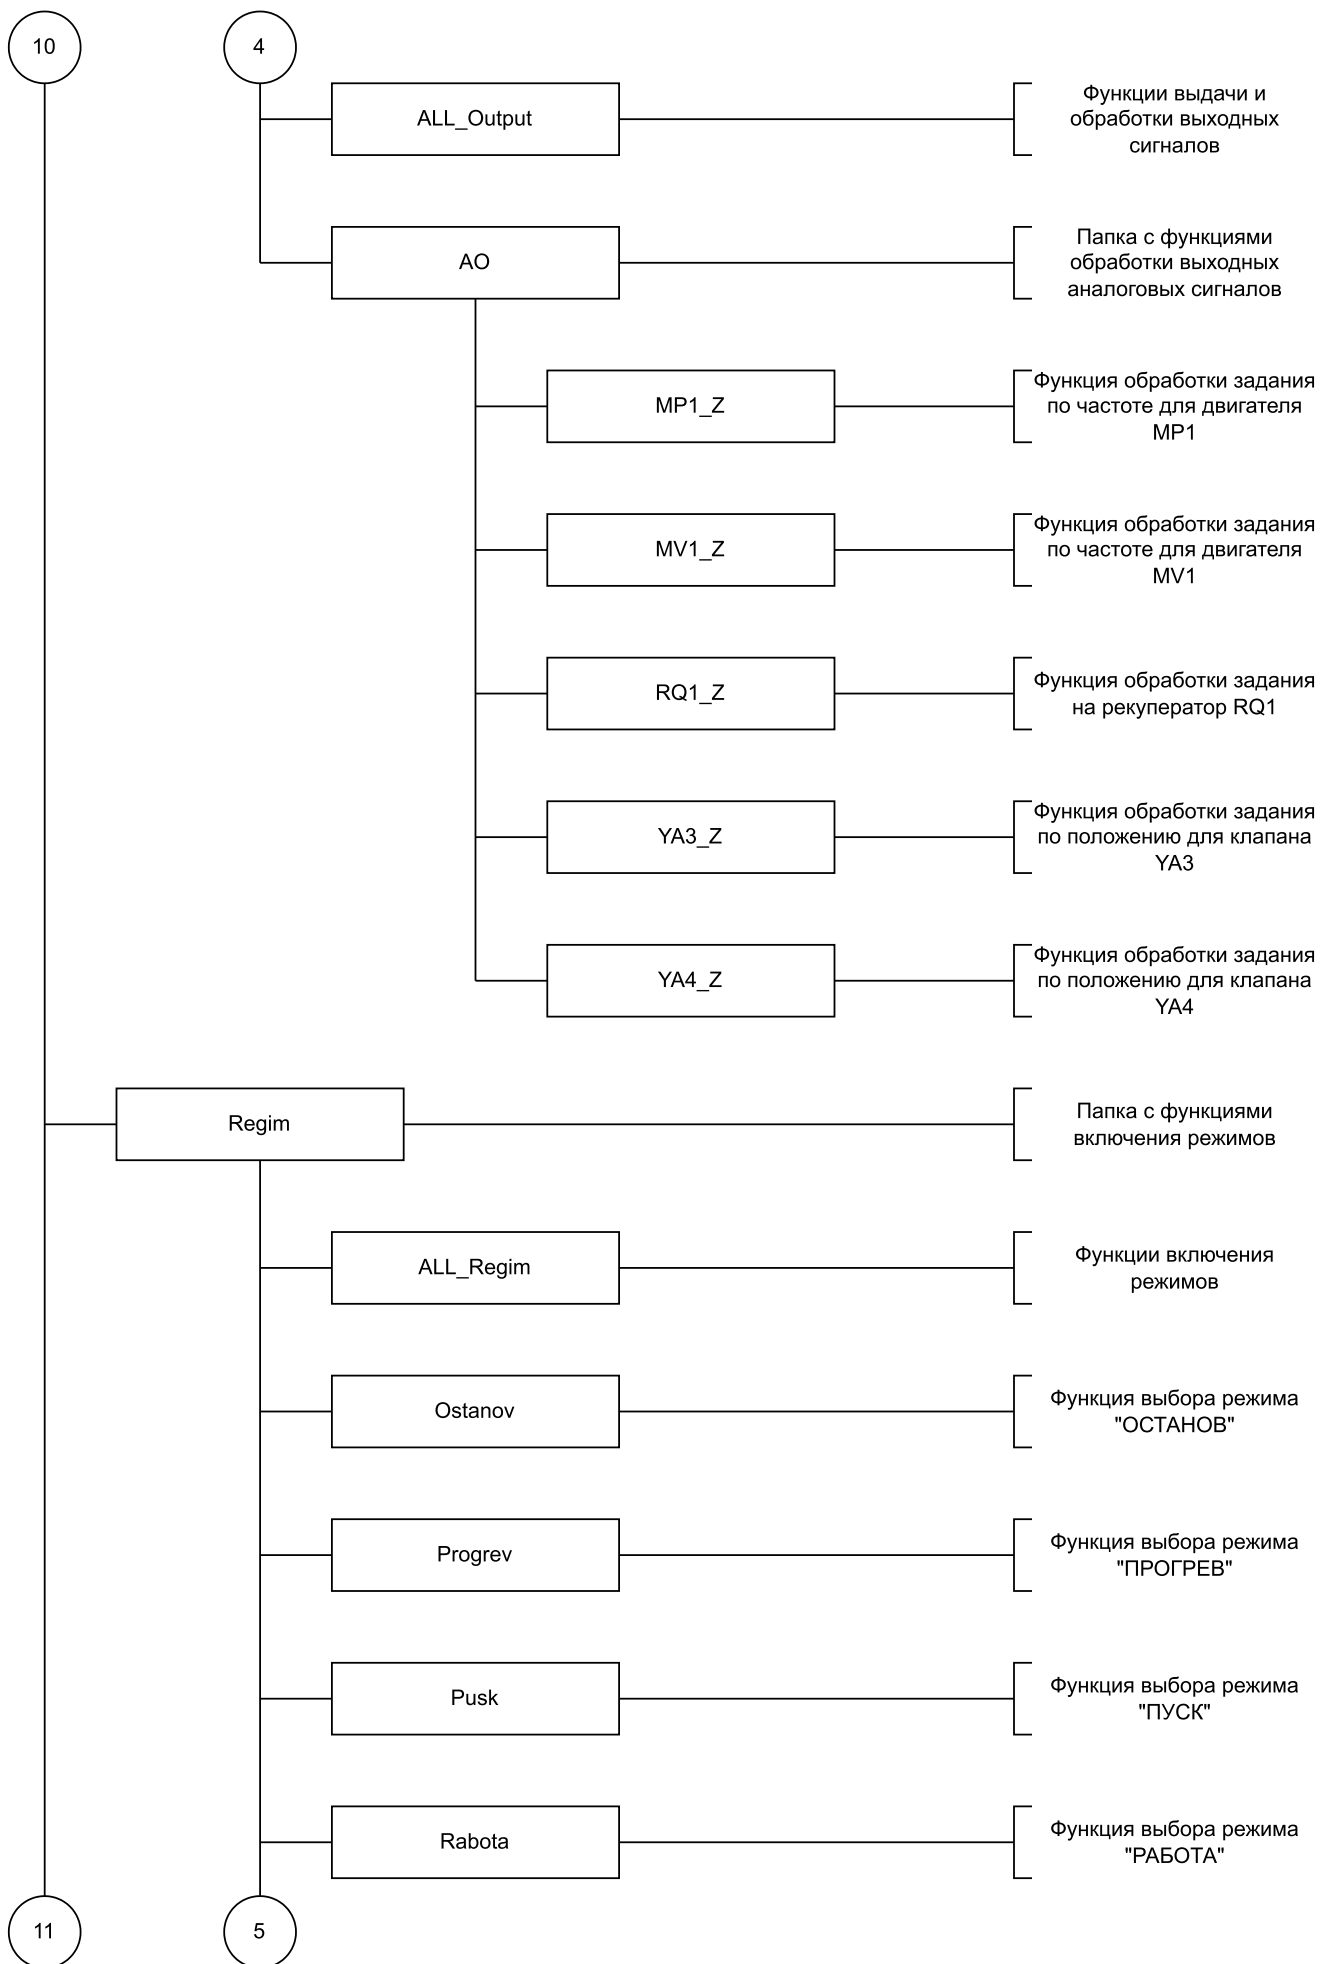 10
4
ALL_Output
Функции выдачи и
обработки выходных
сигналов
AO
Папка с функциями
обработки выходных
аналоговых сигналов
MP1_Z
Функция обработки задания
по частоте для двигателя
MP1
MV1_Z
Функция обработки задания
по частоте для двигателя
MV1
RQ1_Z
Функция обработки задания
на рекуператор RQ1
YA3_Z
Функция обработки задания
по положению для клапана
YA3
YA4_Z
Функция обработки задания
по положению для клапана
YA4
Regim
Папка с функциями
включения режимов
ALL_Regim
Функции включения
режимов
Ostanov
Функция выбора режима
"ОСТАНОВ"
Progrev
Функция выбора режима
"ПРОГРЕВ"
Pusk
Функция выбора режима
"ПУСК"
Rabota
Функция выбора режима
"РАБОТА"
11
5